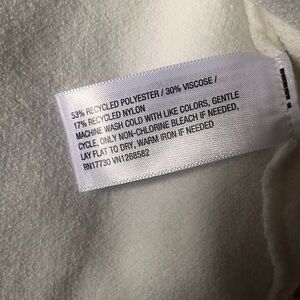 53% RECYCLED POLYESTER / 30% VISCOSE /
17% RECYCLED NYLON
MACHINE WASH COLD WITH LIKE COLORS, GENTLE
CYCLE, ONLY NON-CHLORINE BLEACH IF NEEDED,
LAY FLAT TO DRY, WARM IRON IF NEEDED
RN17730 VN1268582